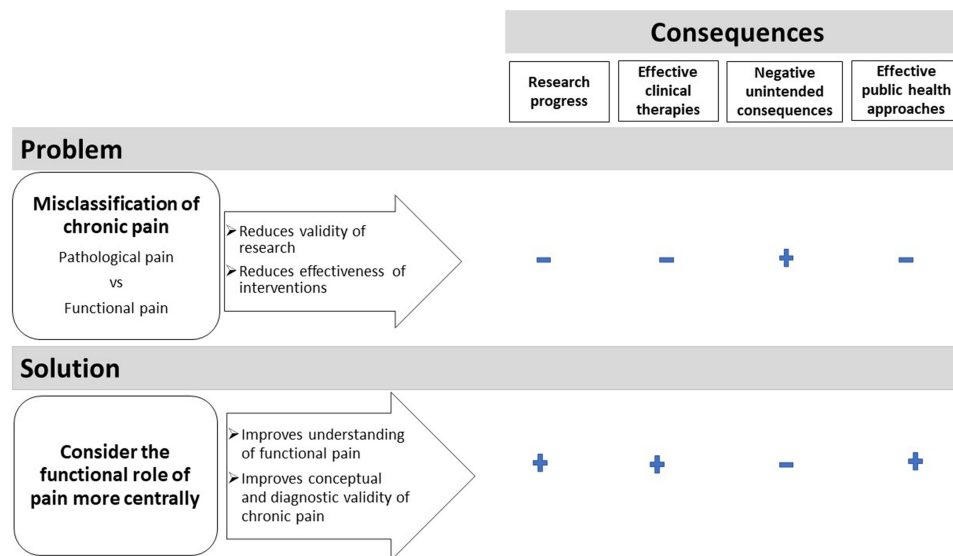 Consequences
Research
progress
Effective
clinical
therapies
Negative
unintended
consequences
Effective
public health
approaches
Problem
Misclassification of
chronic pain
Pathological pain
vs
Functional pain
➢Reduces validity of
research
➢Reduces effectiveness of
interventions
– – + –
Solution
Consider the
functional role of
pain more centrally
➢Improves understanding
of functional pain
➢Improves conceptual
and diagnostic validity of
chronic pain
+ + – +